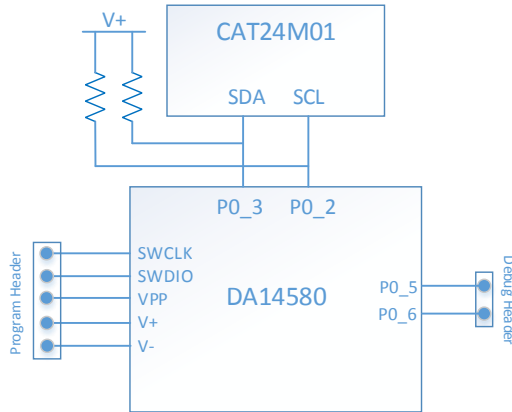 V+
CAT24M01
SDA SCL
P0_3 P0_2
SWCLK
SWDIO
VPP
V+
V-
DA14580
P0_5
P0_6
Program Header
Debug Header